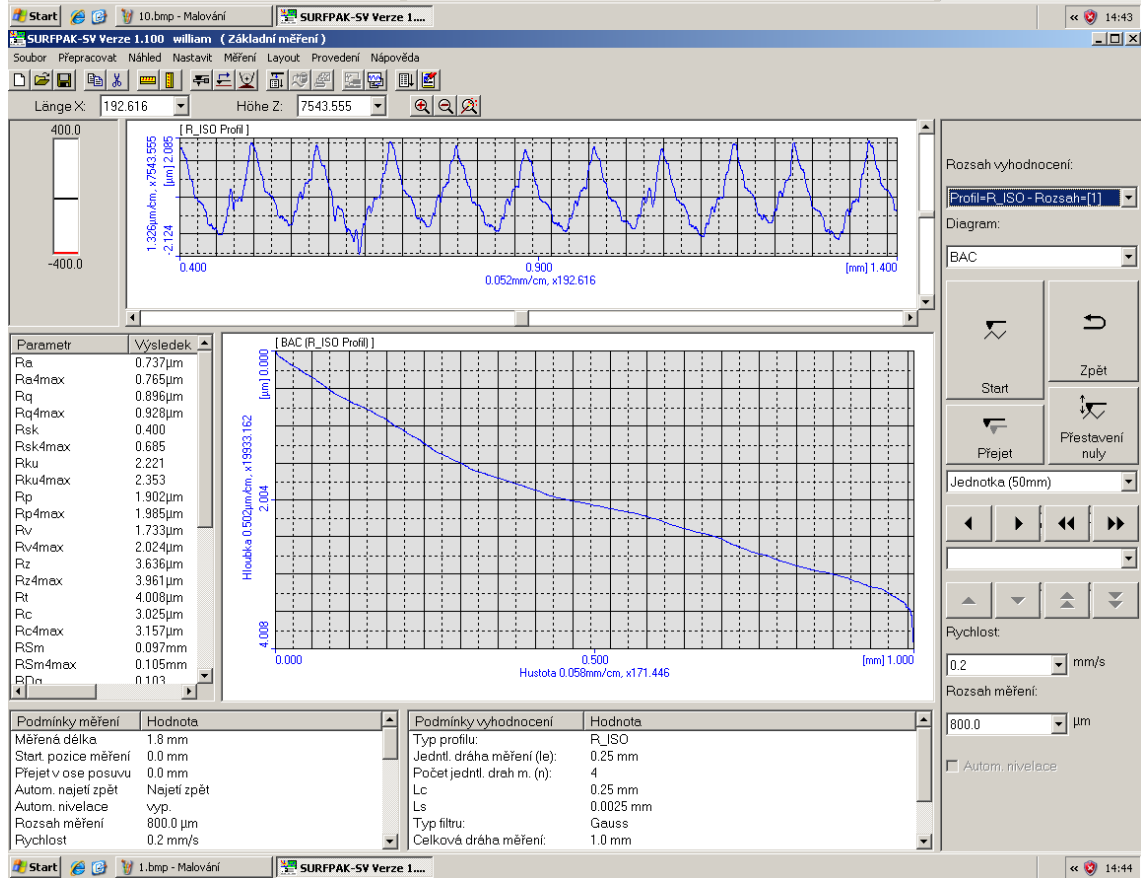 Start 10.bmp - Malování SURFPAK-SV Verze 1.... « 14:43
SURFPAK-SV Verze 1.100 william ( Základní měření )
Soubor Přepracovat Náhled Nastavit Měření Layout Provedení Nápověda
Länge X: 192.616 Höhe Z: 7543.555
400.0
-400.0
[ R_ISO Profil ]
1.326µm/cm, x7543.555
-2.124 [µm] 2.085
0.400 0.900 [mm] 1.400
0.052mm/cm, x192.616
Rozsah vyhodnocení:
Profil=R_ISO - Rozsah=[1]
Diagram:
BAC
Start
Zpět
Přejet
Přestavení
nuly
Jednotka (50mm)
Rychlost:
0.2 mm/s
Rozsah měření:
800.0 µm
Autom. nivelace
Parametr Výsledek
Ra 0.737µm
Ra4max 0.765µm
Rq 0.896µm
Rq4max 0.928µm
Rsk 0.400
Rsk4max 0.685
Rku 2.221
Rku4max 2.353
Rp 1.902µm
Rp4max 1.985µm
Rv 1.733µm
Rv4max 2.024µm
Rz 3.636µm
Rz4max 3.961µm
Rt 4.008µm
Rc 3.025µm
Rc4max 3.157µm
RSm 0.097mm
RSm4max 0.105mm
RDq 0.103
[ BAC (R_ISO Profil) ]
Hloubka 0.502µm/cm, x19933.162
4.008 2.004 [µm] 0.000
0.000 0.500 [mm] 1.000
Hustota 0.058mm/cm, x171.446
Podmínky měření Hodnota
Měřená délka 1.8 mm
Start. pozice měření 0.0 mm
Přejet v ose posuvu 0.0 mm
Autom. najetí zpět Najetí zpět
Autom. nivelace vyp.
Rozsah měření 800.0 µm
Rychlost 0.2 mm/s
Podmínky vyhodnocení Hodnota
Typ profilu: R_ISO
Jedntl. dráha měření (le): 0.25 mm
Počet jedntl. drah m. (n): 4
Lc 0.25 mm
Ls 0.0025 mm
Typ filtru: Gauss
Celková dráha měření: 1.0 mm
Start 1.bmp - Malování SURFPAK-SV Verze 1.... « 14:44